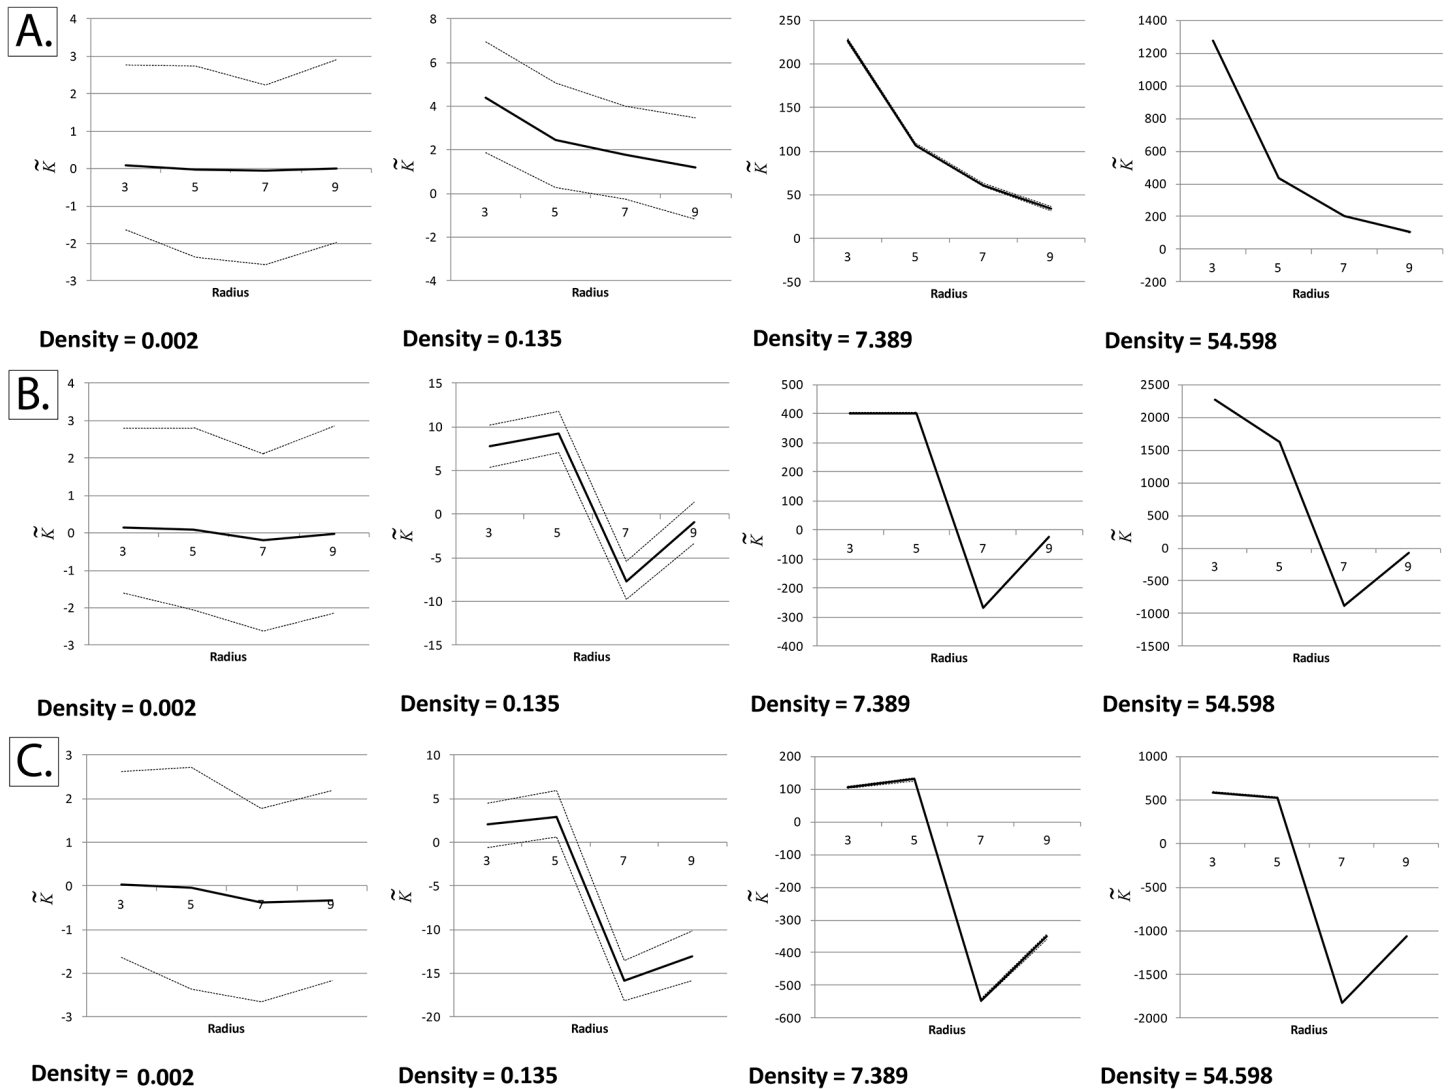 A.
4
3
2
1
0
-1
-2
-3
K̃
3 5 7 9
Radius
Density = 0.002
8
6
4
2
0
-2
-4
K̃
3 5 7 9
Radius
Density = 0.135
250
200
150
100
50
0
-50
K̃
3 5 7 9
Radius
Density = 7.389
1400
1200
1000
800
600
400
200
0
-200
K̃
3 5 7 9
Radius
Density = 54.598
B.
4
3
2
1
0
-1
-2
-3
K̃
3 5 7 9
Radius
Density = 0.002
15
10
5
0
-5
-10
-15
K̃
3 5 7 9
Radius
Density = 0.135
500
400
300
200
100
0
-100
-200
-300
-400
K̃
3 5 7 9
Radius
Density = 7.389
2500
2000
1500
1000
500
0
-500
-1000
-1500
K̃
3 5 7 9
Radius
Density = 54.598
C.
3
2
1
0
-1
-2
-3
K̃
3 5 7 9
Radius
Density = 0.002
10
5
0
-5
-10
-15
-20
K̃
3 5 7 9
Radius
Density = 0.135
200
100
0
-100
-200
-300
-400
-500
-600
K̃
3 5 7 9
Radius
Density = 7.389
1000
500
0
-500
-1000
-1500
-2000
K̃
3 5 7 9
Radius
Density = 54.598